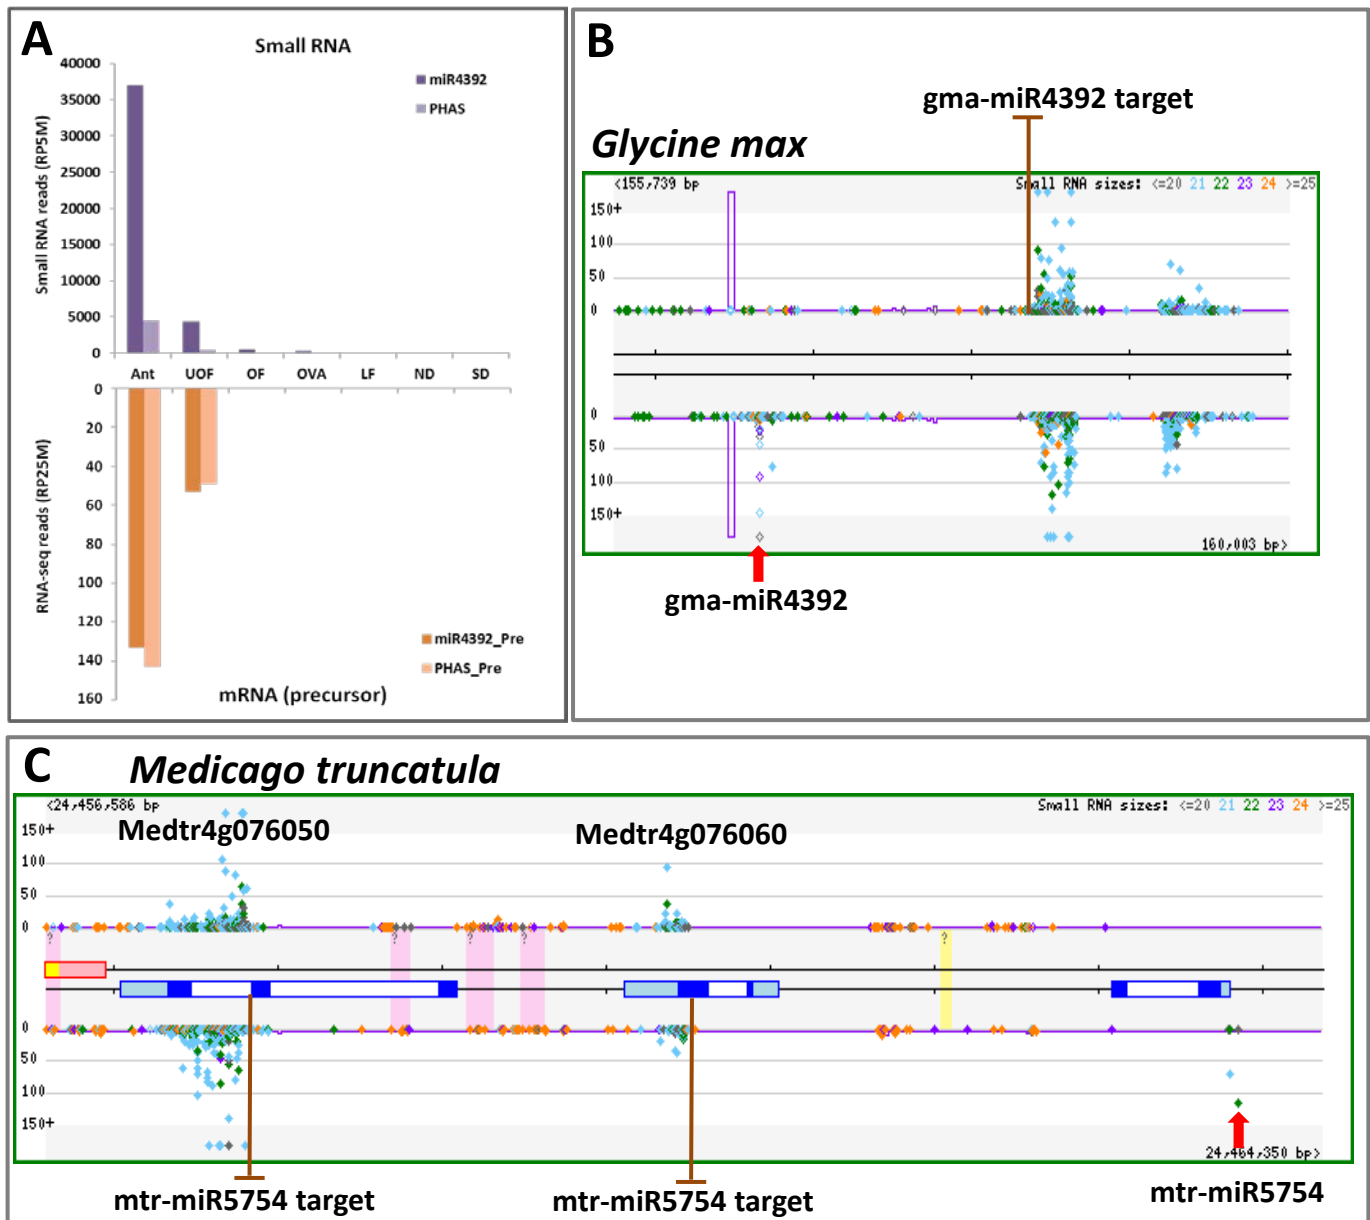 A
Small RNA
40000
35000
30000
25000
20000
15000
10000
5000
0
Small RNA reads (RP5M)
miR4392
PHAS
Ant UOF OF OVA LF ND SD
0
20
40
60
80
100
120
140
160
RNA-seq reads (RP25M)
miR4392_Pre
PHAS_Pre
mRNA (precursor)
B
gma-miR4392 target
Glycine max
<155,739 bp
Small RNA sizes: <=20 21 22 23 24 >=25
150+
100
50
0
0
50
100
150+
160,003 bp>
gma-miR4392
C
Medicago truncatula
<24,456,586 bp
Small RNA sizes: <=20 21 22 23 24 >=25
150+
Medtr4g076050
Medtr4g076060
100
50
0
? ? ? ? ?
0
50
100
150+
24,464,350 bp>
mtr-miR5754 target
mtr-miR5754 target
mtr-miR5754